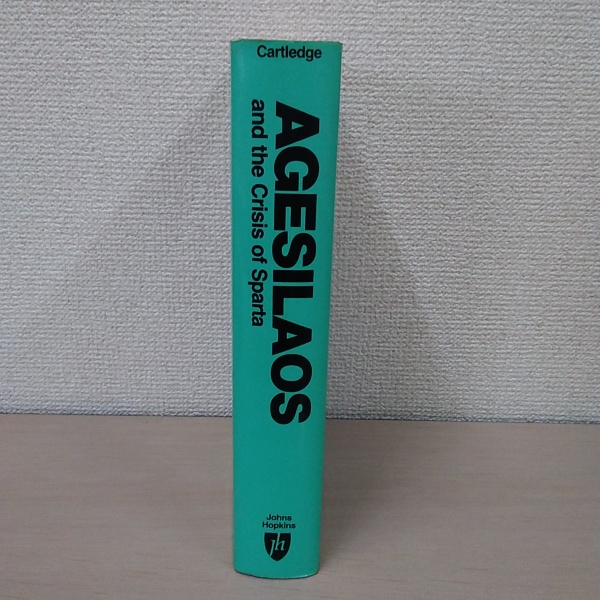 Cartledge
AGESILAOS
and the Crisis of Sparta
Johns
Hopkins
jh